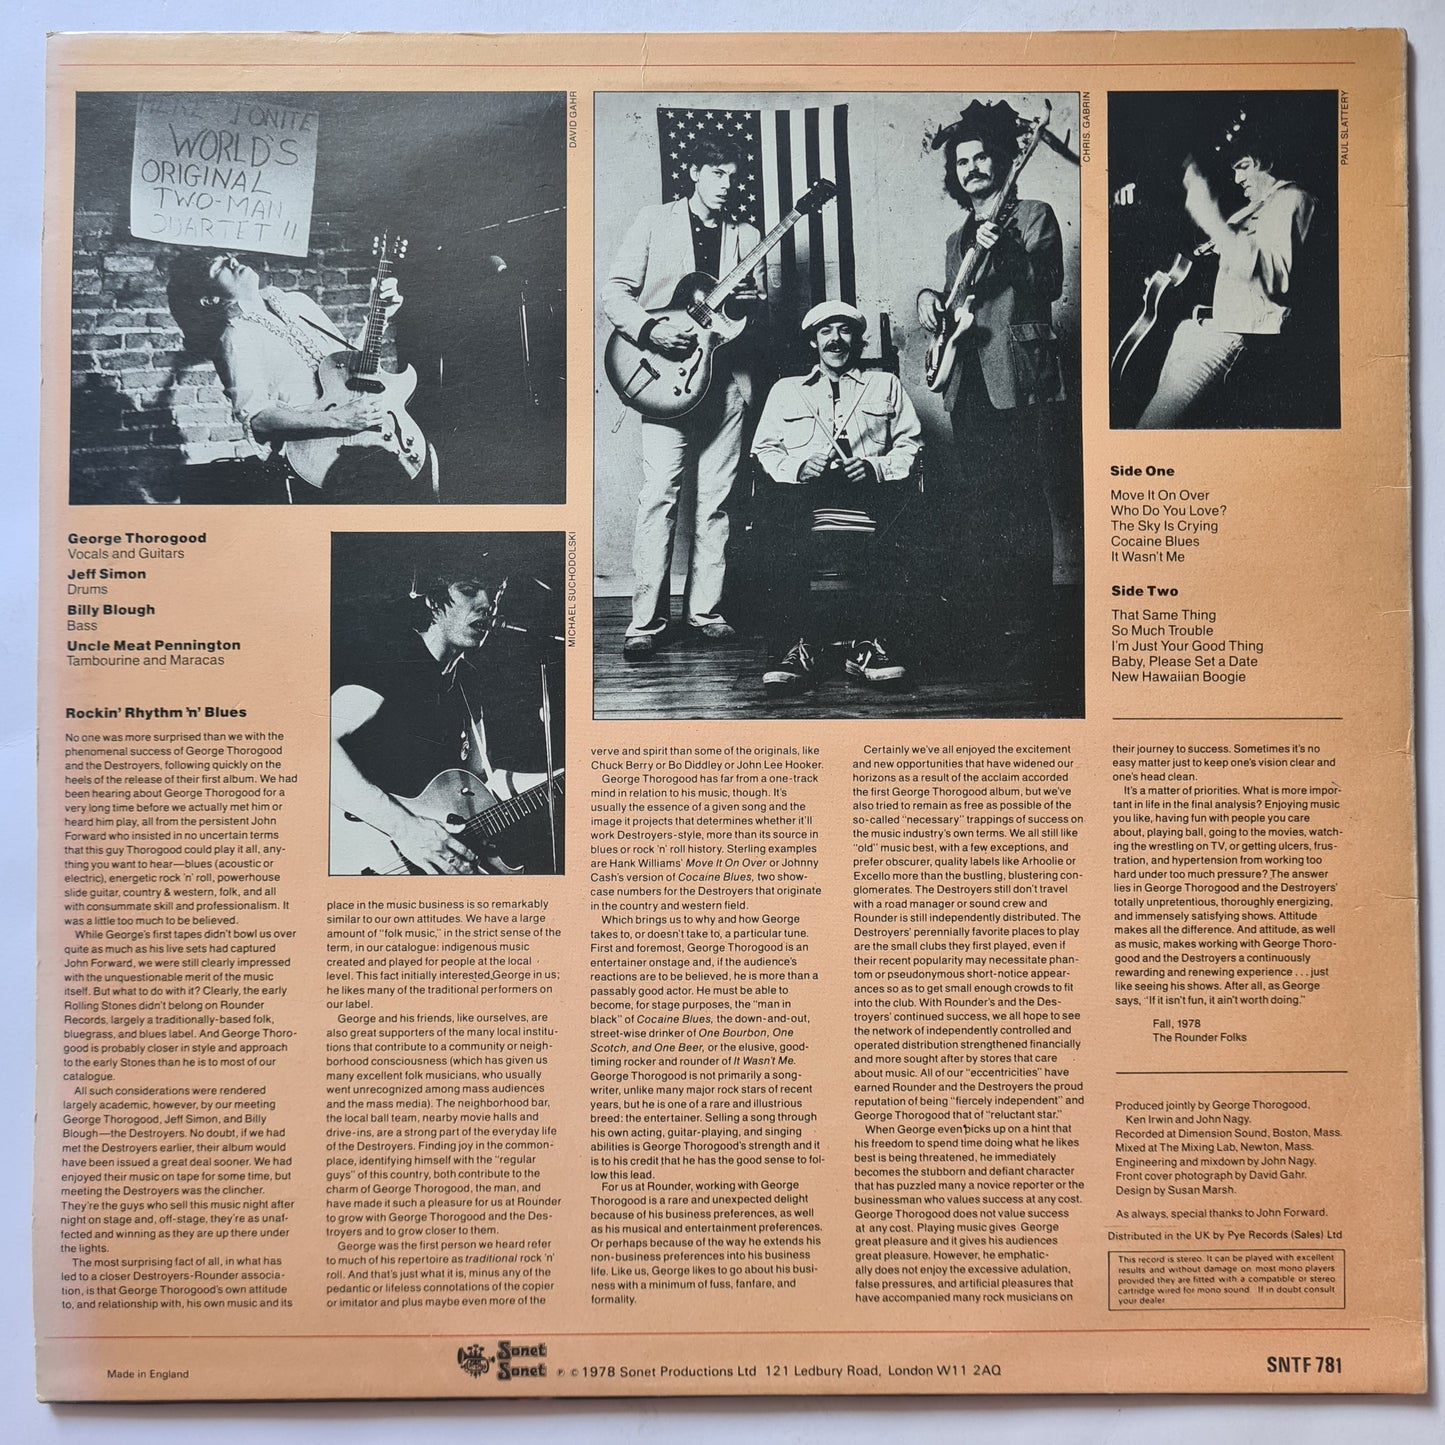 HERE TONITE
WORLD'S
ORIGINAL
TWO-MAN
QUARTET!!
DAVID GAHR
CHRIS. GABRIN
PAUL SLATTERY
George Thorogood
Vocals and Guitars
Jeff Simon
Drums
Billy Blough
Bass
Uncle Meat Pennington
Tambourine and Maracas
MICHAEL SUCHODOLSKI
Side One
Move It On Over
Who Do You Love?
The Sky Is Crying
Cocaine Blues
It Wasn't Me
Side Two
That Same Thing
So Much Trouble
I'm Just Your Good Thing
Baby, Please Set a Date
New Hawaiian Boogie
Rockin' Rhythm 'n' Blues
No one was more surprised than we with the
phenomenal success of George Thorogood
and the Destroyers, following quickly on the
heels of the release of their first album. We had
been hearing about George Thorogood for a
very long time before we actually met him or
heard him play, all from the persistent John
Forward who insisted in no uncertain terms
that this guy Thorogood could play it all, any-
thing you want to hear—blues (acoustic or
electric), energetic rock 'n' roll, powerhouse
slide guitar, country & western, folk, and all
with consummate skill and professionalism. It
was a little too much to be believed.
While George's first tapes didn't bowl us over
quite as much as his live sets had captured
John Forward, we were still clearly impressed
with the unquestionable merit of the music
itself. But what to do with it? Clearly, the early
Rolling Stones didn't belong on Rounder
Records, largely a traditionally-based folk,
bluegrass, and blues label. And George Thoro-
good is probably closer in style and approach
to the early Stones than he is to most of our
catalogue.
All such considerations were rendered
largely academic, however, by our meeting
George Thorogood, Jeff Simon, and Billy
Blough—the Destroyers. No doubt, if we had
met the Destroyers earlier, their album would
have been issued a great deal sooner. We had
enjoyed their music on tape for some time, but
meeting the Destroyers was the clincher.
They're the guys who sell this music night after
night on stage and, off-stage, they're as unaf-
fected and winning as they are up there under
the lights.
The most surprising fact of all, in what has
led to a closer Destroyers-Rounder associa-
tion, is that George Thorogood's own attitude
to, and relationship with, his own music and its
place in the music business is so remarkably
similar to our own attitudes. We have a large
amount of "folk music," in the strict sense of the
term, in our catalogue: indigenous music
created and played for people at the local
level. This fact initially interested George in us;
he likes many of the traditional performers on
our label.
George and his friends, like ourselves, are
also great supporters of the many local institu-
tions that contribute to a community or neigh-
borhood consciousness (which has given us
many excellent folk musicians, who usually
went unrecognized among mass audiences
and the mass media). The neighborhood bar,
the local ball team, nearby movie halls and
drive-ins, are a strong part of the everyday life
of the Destroyers. Finding joy in the common-
place, identifying himself with the "regular
guys" of this country, both contribute to the
charm of George Thorogood, the man, and
have made it such a pleasure for us at Rounder
to grow with George Thorogood and the Des-
troyers and to grow closer to them.
George was the first person we heard refer
to much of his repertoire as traditional rock 'n'
roll. And that's just what it is, minus any of the
pedantic or lifeless connotations of the copier
or imitator and plus maybe even more of the
verve and spirit than some of the originals, like
Chuck Berry or Bo Diddley or John Lee Hooker.
George Thorogood has far from a one-track
mind in relation to his music, though. It's
usually the essence of a given song and the
image it projects that determines whether it'll
work Destroyers-style, more than its source in
blues or rock 'n' roll history. Sterling examples
are Hank Williams' Move It On Over or Johnny
Cash's version of Cocaine Blues, two show-
case numbers for the Destroyers that originate
in the country and western field.
Which brings us to why and how George
takes to, or doesn't take to, a particular tune.
First and foremost, George Thorogood is an
entertainer onstage and, if the audience's
reactions are to be believed, he is more than a
passably good actor. He must be able to
become, for stage purposes, the "man in
black" of Cocaine Blues, the down-and-out,
street-wise drinker of One Bourbon, One
Scotch, and One Beer, or the elusive, good-
timing rocker and rounder of It Wasn't Me.
George Thorogood is not primarily a song-
writer, unlike many major rock stars of recent
years, but he is one of a rare and illustrious
breed: the entertainer. Selling a song through
his own acting, guitar-playing, and singing
abilities is George Thorogood's strength and it
is to his credit that he has the good sense to fol-
low this lead.
For us at Rounder, working with George
Thorogood is a rare and unexpected delight
because of his business preferences, as well
as his musical and entertainment preferences.
Or perhaps because of the way he extends his
non-business preferences into his business
life. Like us, George likes to go about his busi-
ness with a minimum of fuss, fanfare, and
formality.
Certainly we've all enjoyed the excitement
and new opportunities that have widened our
horizons as a result of the acclaim accorded
the first George Thorogood album, but we've
also tried to remain as free as possible of the
so-called "necessary" trappings of success on
the music industry's own terms. We all still like
"old" music best, with a few exceptions, and
prefer obscurer, quality labels like Arhoolie or
Excello more than the bustling, blustering con-
glomerates. The Destroyers still don't travel
with a road manager or sound crew and
Rounder is still independently distributed. The
Destroyers' perennially favorite places to play
are the small clubs they first played, even if
their recent popularity may necessitate phan-
tom or pseudonymous short-notice appear-
ances so as to get small enough crowds to fit
into the club. With Rounder's and the Des-
troyers' continued success, we all hope to see
the network of independently controlled and
operated distribution strengthened financially
and more sought after by stores that care
about music. All of our "eccentricities" have
earned Rounder and the Destroyers the proud
reputation of being "fiercely independent" and
George Thorogood that of "reluctant star."
When George even picks up on a hint that
his freedom to spend time doing what he likes
best is being threatened, he immediately
becomes the stubborn and defiant character
that has puzzled many a novice reporter or the
businessman who values success at any cost.
George Thorogood does not value success
at any cost. Playing music gives George
great pleasure and it gives his audiences
great pleasure. However, he emphatic-
ally does not enjoy the excessive adulation,
false pressures, and artificial pleasures that
have accompanied many rock musicians on
their journey to success. Sometimes it's no
easy matter just to keep one's vision clear and
one's head clean.
It's a matter of priorities. What is more impor-
tant in life in the final analysis? Enjoying music
you like, having fun with people you care
about, playing ball, going to the movies, watch-
ing the wrestling on TV, or getting ulcers, frus-
tration, and hypertension from working too
hard under too much pressure? The answer
lies in George Thorogood and the Destroyers'
totally unpretentious, thoroughly energizing,
and immensely satisfying shows. Attitude
makes all the difference. And attitude, as well
as music, makes working with George Thoro-
good and the Destroyers a continuously
rewarding and renewing experience . . . just
like seeing his shows. After all, as George
says, "If it isn't fun, it ain't worth doing."
Fall, 1978
The Rounder Folks
Produced jointly by George Thorogood,
Ken Irwin and John Nagy.
Recorded at Dimension Sound, Boston, Mass.
Mixed at The Mixing Lab, Newton, Mass.
Engineering and mixdown by John Nagy.
Front cover photograph by David Gahr.
Design by Susan Marsh.
As always, special thanks to John Forward.
Distributed in the UK by Pye Records (Sales) Ltd
This record is stereo. It can be played with excellent
results and without damage on most mono players
provided they are fitted with a compatible or stereo
cartridge wired for mono sound. If in doubt consult
your dealer
Made in England
Sonet
Sonet
℗ © 1978 Sonet Productions Ltd 121 Ledbury Road, London W11 2AQ
SNTF 781